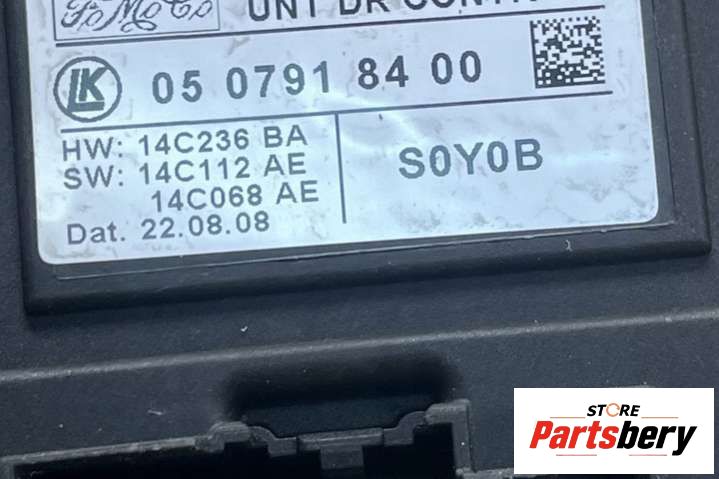 FoMoCo UNT DR CONT
LK 05 0791 84 00
HW: 14C236 BA
SW: 14C112 AE
14C068 AE
Dat. 22.08.08
S0Y0B
STORE
Partsbery